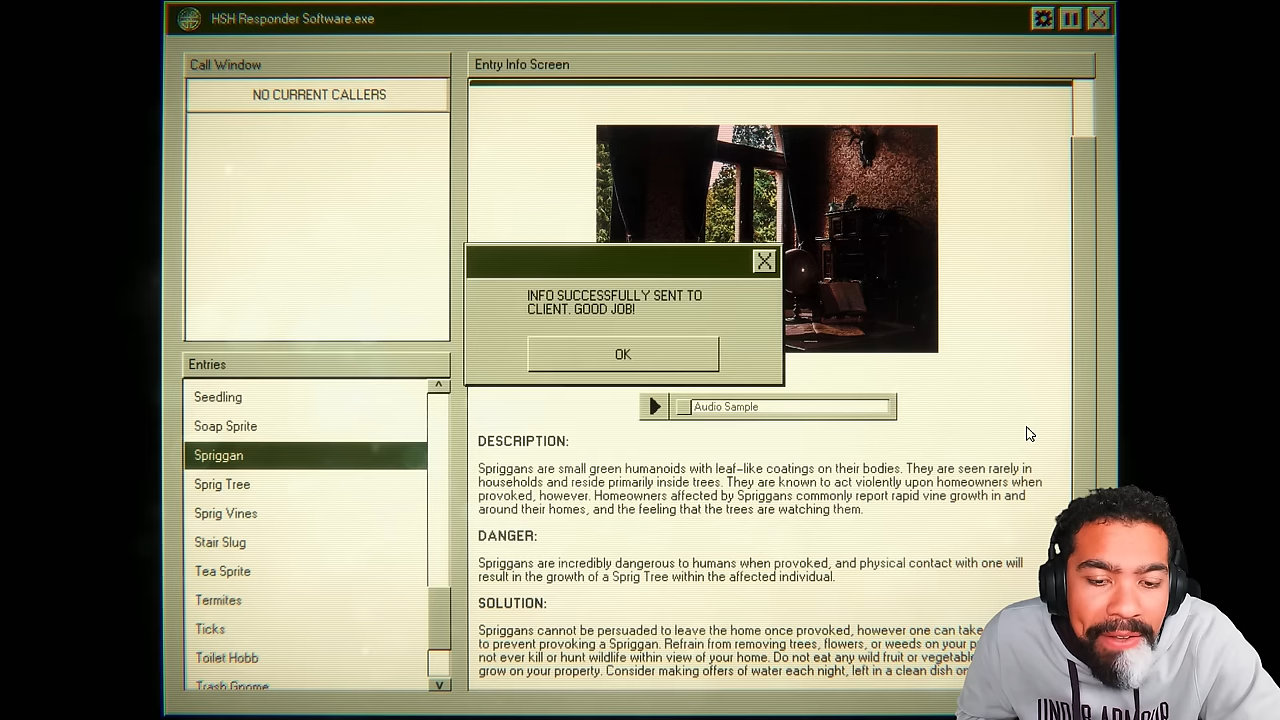 HSH Responder Software.exe
Call Window
NO CURRENT CALLERS
Entry Info Screen
INFO SUCCESSFULLY SENT TO
CLIENT. GOOD JOB!
OK
Audio Sample
Entries
Seedling
Soap Sprite
Spriggan
Sprig Tree
Sprig Vines
Stair Slug
Tea Sprite
Termites
Ticks
Toilet Hobb
Trash Gnome
DESCRIPTION:
Spriggans are small green humanoids with leaf-like coatings on their bodies. They are seen rarely in
households and reside primarily inside trees. They are known to act violently upon homeowners when
provoked, however. Homeowners affected by Spriggans commonly report rapid vine growth in and
around their homes, and the feeling that the trees are watching them.
DANGER:
Spriggans are incredibly dangerous to humans when provoked, and physical contact with one will
result in the growth of a Sprig Tree within the affected individual.
SOLUTION:
Spriggans cannot be persuaded to leave the home once provoked, however one can take
to prevent provoking a Spriggan. Refrain from removing trees, flowers, or weeds on your
not ever kill or hunt wildlife within view of your home. Do not eat any wild fruit or
grow on your property. Consider making offers of water each night, left in a clean dish
UNDER ARMOUR